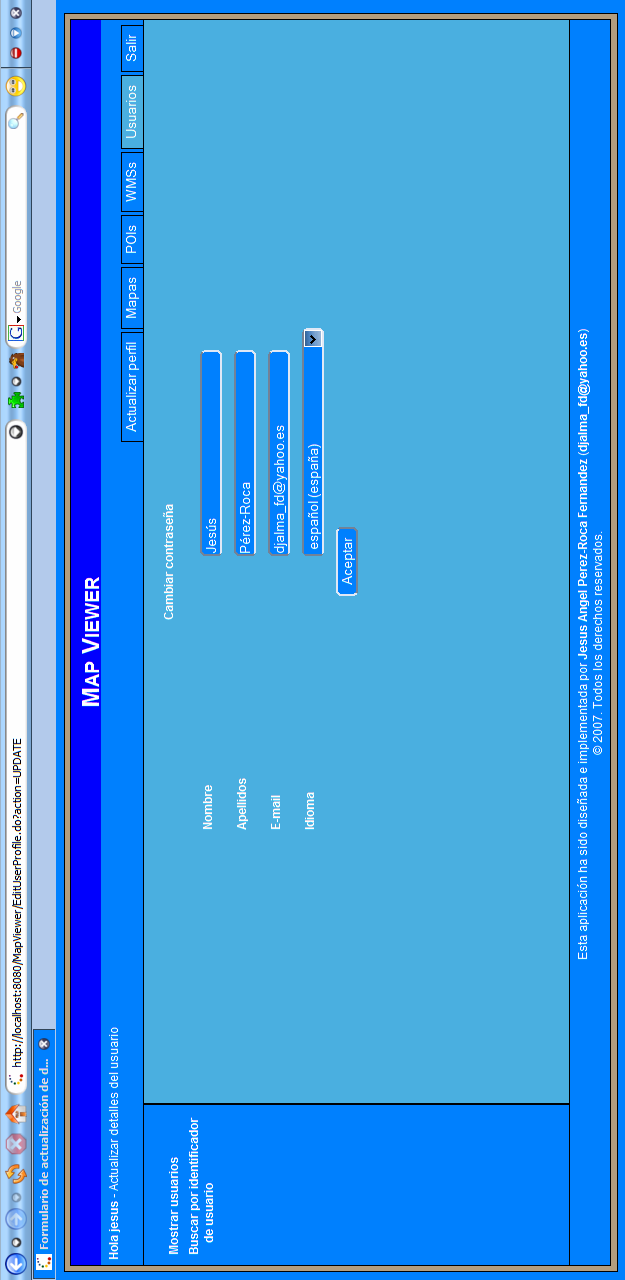 http://localhost:8080/MapViewer/EditUserProfile.do?action=UPDATE
G Google
Formulario de actualización de d...
MAP VIEWER
Hola jesus - Actualizar detalles del usuario
Actualizar perfil
Mapas
POIs
WMSs
Usuarios
Salir
Mostrar usuarios
Buscar por identificador
de usuario
Cambiar contraseña
Nombre
Jesús
Apellidos
Pérez-Roca
E-mail
djalma_fd@yahoo.es
Idioma
español (españa)
Aceptar
Esta aplicación ha sido diseñada e implementada por Jesus Angel Perez-Roca Fernandez (djalma_fd@yahoo.es)
© 2007. Todos los derechos reservados.